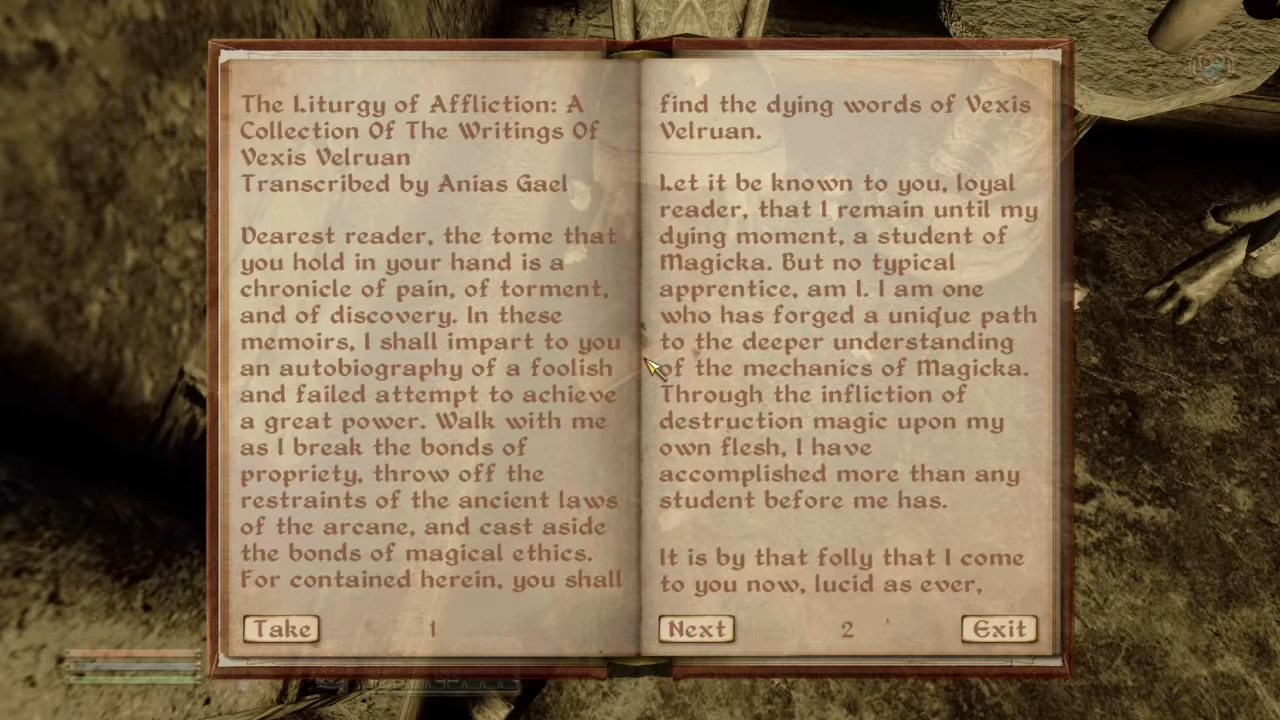 The Liturgy of Affliction: A
Collection Of The Writings Of
Vexis Velruan
Transcribed by Anias Gael
Dearest reader, the tome that
you hold in your hand is a
chronicle of pain, of torment,
and of discovery. In these
memoirs, I shall impart to you
an autobiography of a foolish
and failed attempt to achieve
a great power. Walk with me
as I break the bonds of
propriety, throw off the
restraints of the ancient laws
of the arcane, and cast aside
the bonds of magical ethics.
For contained herein, you shall
Take
1
find the dying words of Vexis
Velruan.
Let it be known to you, loyal
reader, that I remain until my
dying moment, a student of
Magicka. But no typical
apprentice, am I. I am one
who has forged a unique path
to the deeper understanding
of the mechanics of Magicka.
Through the infliction of
destruction magic upon my
own flesh, I have
accomplished more than any
student before me has.
It is by that folly that I come
to you now, lucid as ever,
Next
2
Exit